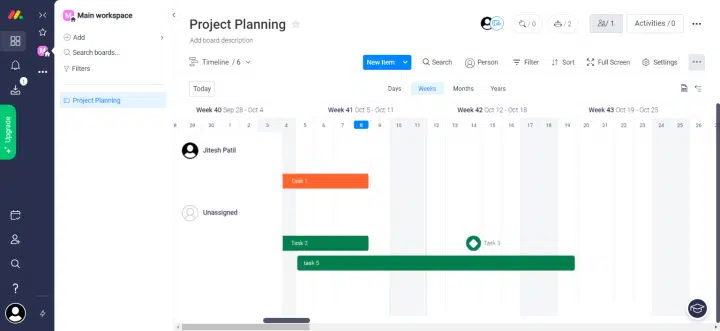 M Main workspace
Add
Search boards...
Filters
Project Planning
1
Upgrade
?
Project Planning
Add board description
/ 0
/ 2
/ 1
Activities / 0
Timeline / 6
New Item
Search
Person
Filter
Sort
Full Screen
Settings
Today
Days
Weeks
Months
Years
Week 40 Sep 28 - Oct 4
Week 41 Oct 5 - Oct 11
Week 42 Oct 12 - Oct 18
Week 43 Oct 19 - Oct 25
29 30 1 2 3 4 5 6 7 8 9 10 11 12 13 14 15 16 17 18 19 20 21 22 23 24 25 26
Jitesh Patil
Task 1
Unassigned
Task 2
Task 3
task 5